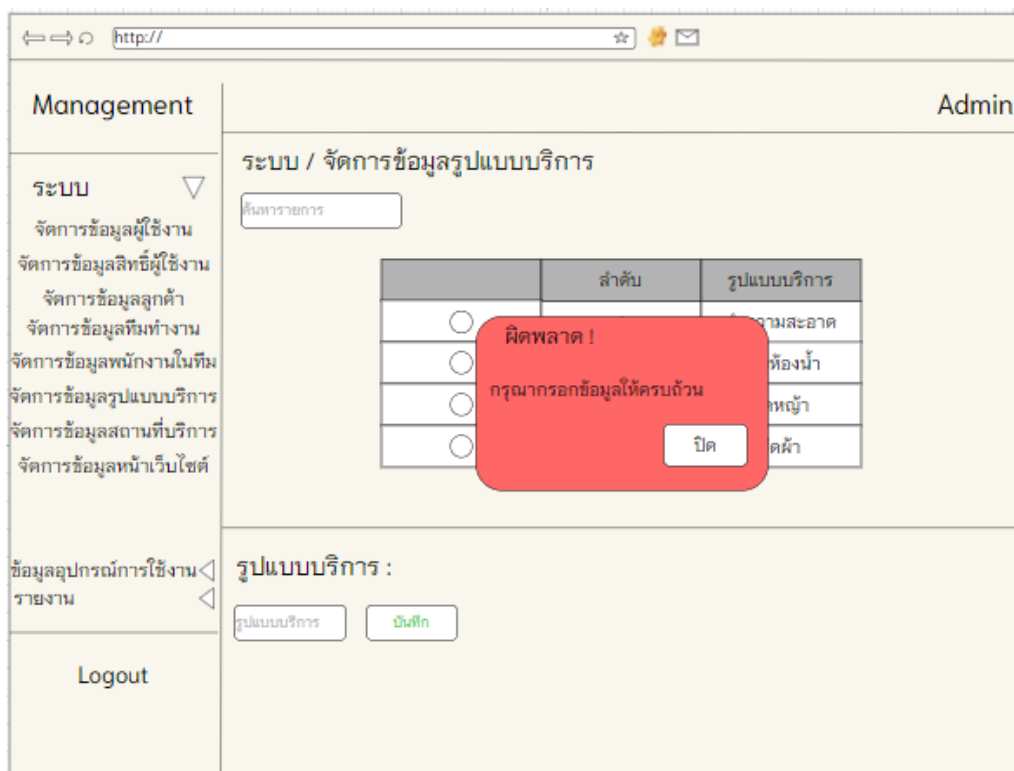 http://
Management
Admin
ระบบ / จัดการข้อมูลรูปแบบบริการ
ระบบ
ค้นหารายการ
จัดการข้อมูลผู้ใช้งาน
จัดการข้อมูลสิทธิ์ผู้ใช้งาน
จัดการข้อมูลลูกค้า
จัดการข้อมูลทีมทำงาน
จัดการข้อมูลพนักงานในทีม
จัดการข้อมูลรูปแบบบริการ
จัดการข้อมูลสถานที่บริการ
จัดการข้อมูลหน้าเว็บไซต์
ลำดับ รูปแบบบริการ
ผิดพลาด !
กรุณากรอกข้อมูลให้ครบถ้วน
ปิด
ห้องน้ำ
หญ้า
ข้อมูลอุปกรณ์การใช้งาน
รายงาน
รูปแบบบริการ :
รูปแบบบริการ บันทึก
Logout